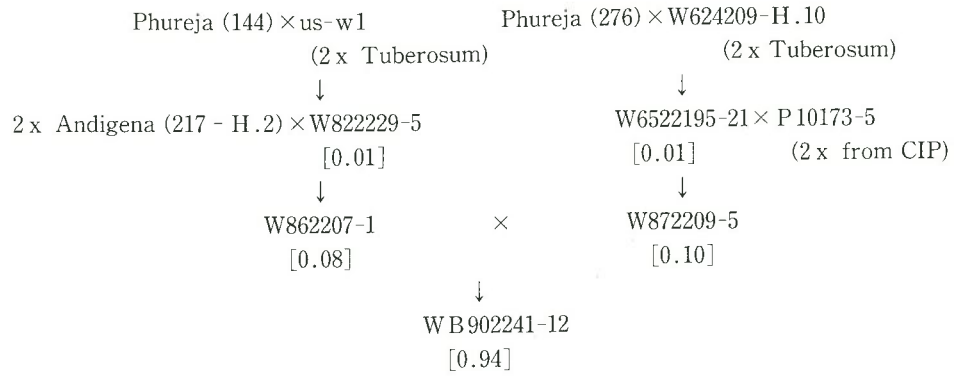 Phureja (144) × us-w1 Phureja (276) × W624209-H.10
(2 x Tuberosum) (2 x Tuberosum)
↓ ↓
2 x Andigena (217 - H.2) × W822229-5 W6522195-21 × P10173-5
[0.01] [0.01] (2 x from CIP)
↓ ↓
W862207-1 × W872209-5
[0.08] [0.10]
↓
WB902241-12
[0.94]